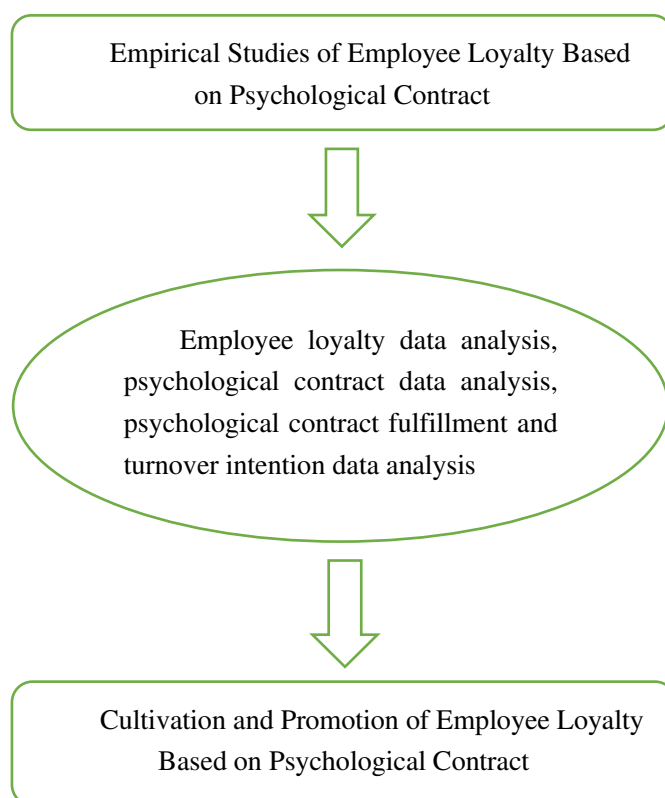 Empirical Studies of Employee Loyalty Based
on Psychological Contract
Employee loyalty data analysis,
psychological contract data analysis,
psychological contract fulfillment and
turnover intention data analysis
Cultivation and Promotion of Employee Loyalty
Based on Psychological Contract